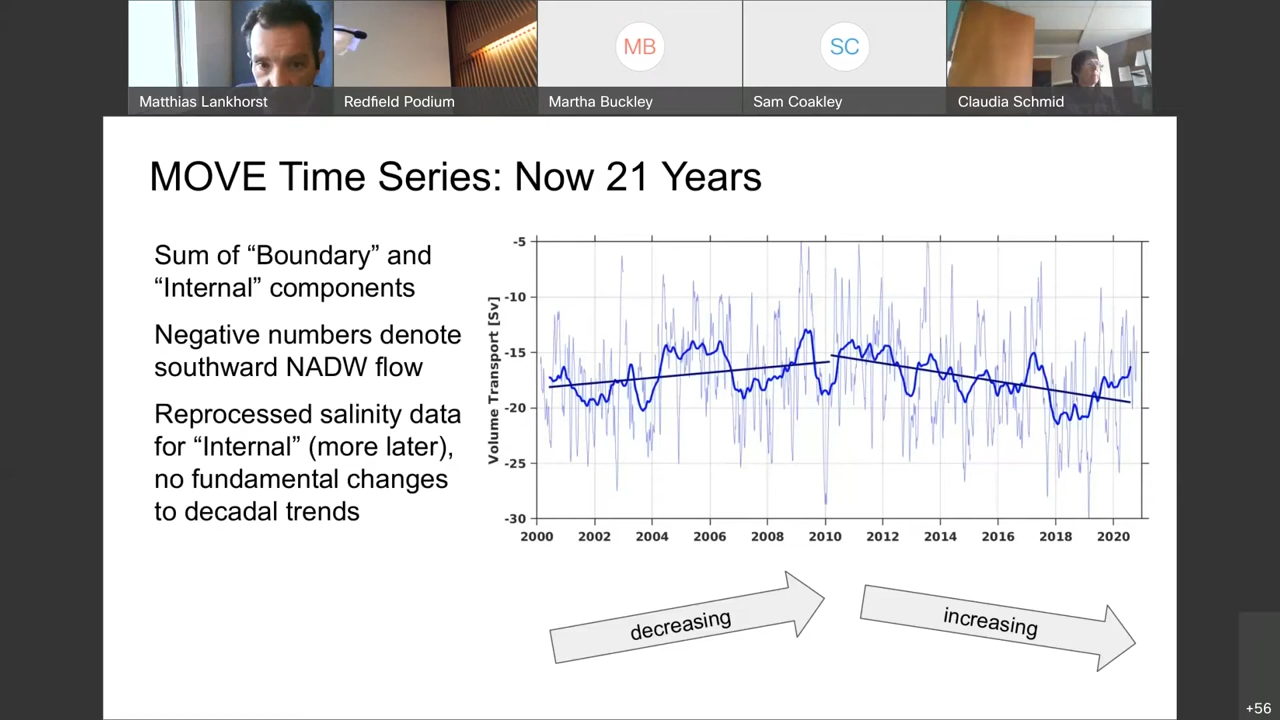 MB
SC
Matthias Lankhorst
Redfield Podium
Martha Buckley
Sam Coakley
Claudia Schmid
MOVE Time Series: Now 21 Years
Sum of “Boundary” and
“Internal” components
Negative numbers denote
southward NADW flow
Reprocessed salinity data
for “Internal” (more later),
no fundamental changes
to decadal trends
Volume Transport [Sv]
-5
-10
-15
-20
-25
-30
2000 2002 2004 2006 2008 2010 2012 2014 2016 2018 2020
decreasing
increasing
+56